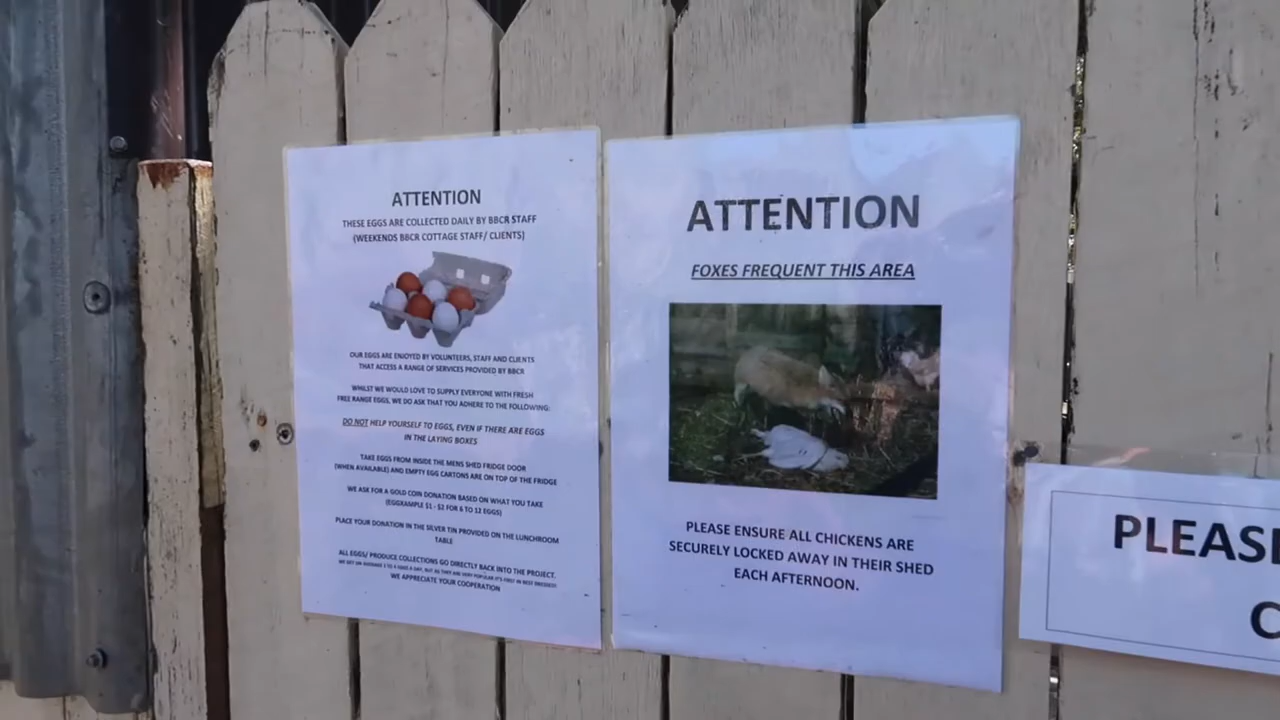 ATTENTION
THESE EGGS ARE COLLECTED DAILY BY BBCR STAFF
(WEEKENDS BBCR COTTAGE STAFF/ CLIENTS)
OUR EGGS ARE ENJOYED BY VOLUNTEERS, STAFF AND CLIENTS
THAT ACCESS A RANGE OF SERVICES PROVIDED BY BBCR
WHILST WE WOULD LOVE TO SUPPLY EVERYONE WITH FRESH
FREE RANGE EGGS. WE DO ASK THAT YOU ADHERE TO THE FOLLOWING:
DO NOT HELP YOURSELF TO EGGS, EVEN IF THERE ARE EGGS
IN THE LAYING BOXES
TAKE EGGS FROM INSIDE THE MENS SHED FRIDGE DOOR
(WHEN AVAILABLE) AND EMPTY EGG CARTONS ARE ON TOP OF THE FRIDGE
WE ASK FOR A GOLD COIN DONATION BASED ON WHAT YOU TAKE
(EGGXAMPLE $1 - $2 FOR 6 TO 12 EGGS)
PLACE YOUR DONATION IN THE SILVER TIN PROVIDED ON THE LUNCHROOM
TABLE
ALL EGGS/ PRODUCE COLLECTIONS GO DIRECTLY BACK INTO THE PROJECT.
WE APPRECIATE YOUR COOPERATION
ATTENTION
FOXES FREQUENT THIS AREA
PLEASE ENSURE ALL CHICKENS ARE
SECURELY LOCKED AWAY IN THEIR SHED
EACH AFTERNOON.
PLEAS
C